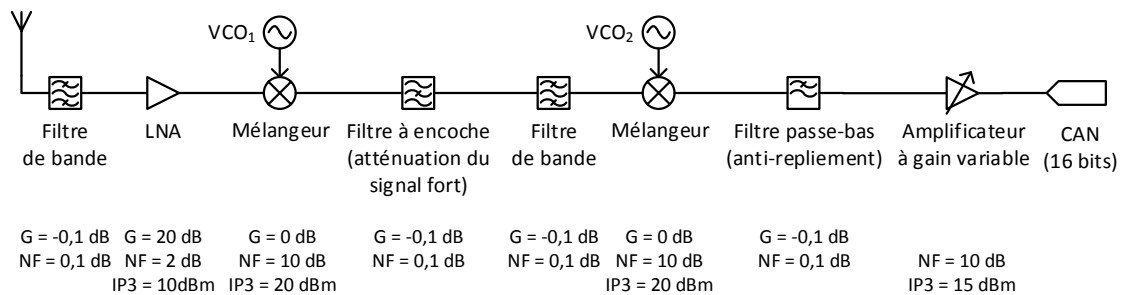 VCO1
VCO2
Filtre
de bande
LNA
Mélangeur
Filtre à encoche
(atténuation du
signal fort)
Filtre
de bande
Mélangeur
Filtre passe-bas
(anti-repliement)
Amplificateur
à gain variable
CAN
(16 bits)
G = -0,1 dB
NF = 0,1 dB
G = 20 dB
NF = 2 dB
IP3 = 10dBm
G = 0 dB
NF = 10 dB
IP3 = 20 dBm
G = -0,1 dB
NF = 0,1 dB
G = -0,1 dB
NF = 0,1 dB
G = 0 dB
NF = 10 dB
IP3 = 20 dBm
G = -0,1 dB
NF = 0,1 dB
NF = 10 dB
IP3 = 15 dBm